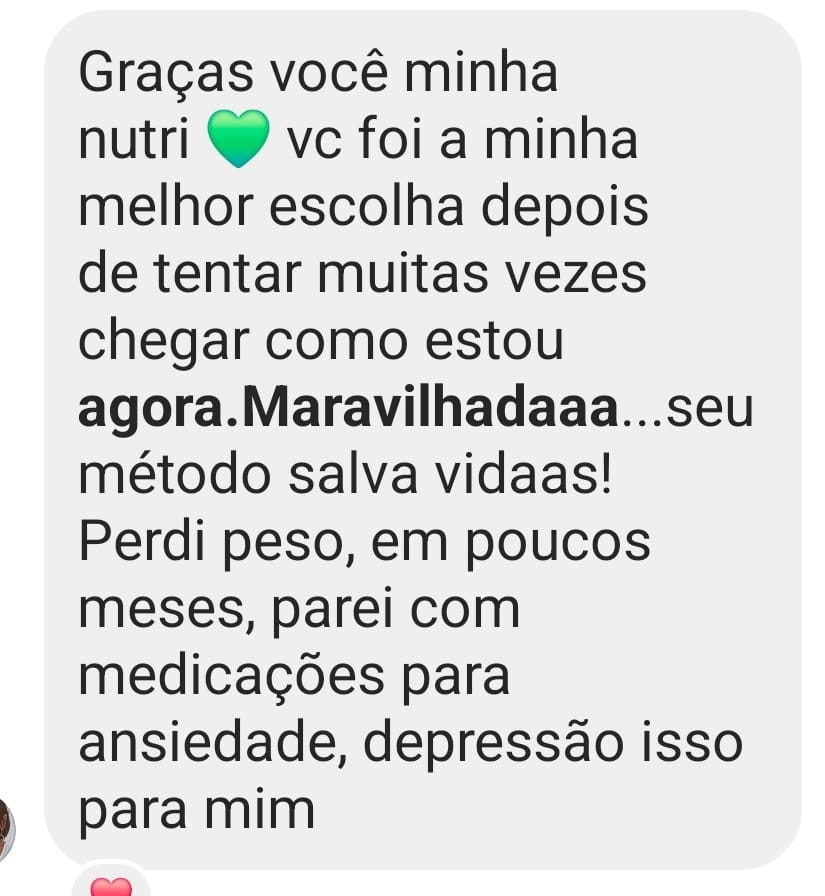 Graças você minha
nutri 💚 vc foi a minha
melhor escolha depois
de tentar muitas vezes
chegar como estou
agora.Maravilhadaaa...seu
método salva vidaas!
Perdi peso, em poucos
meses, parei com
medicações para
ansiedade, depressão isso
para mim